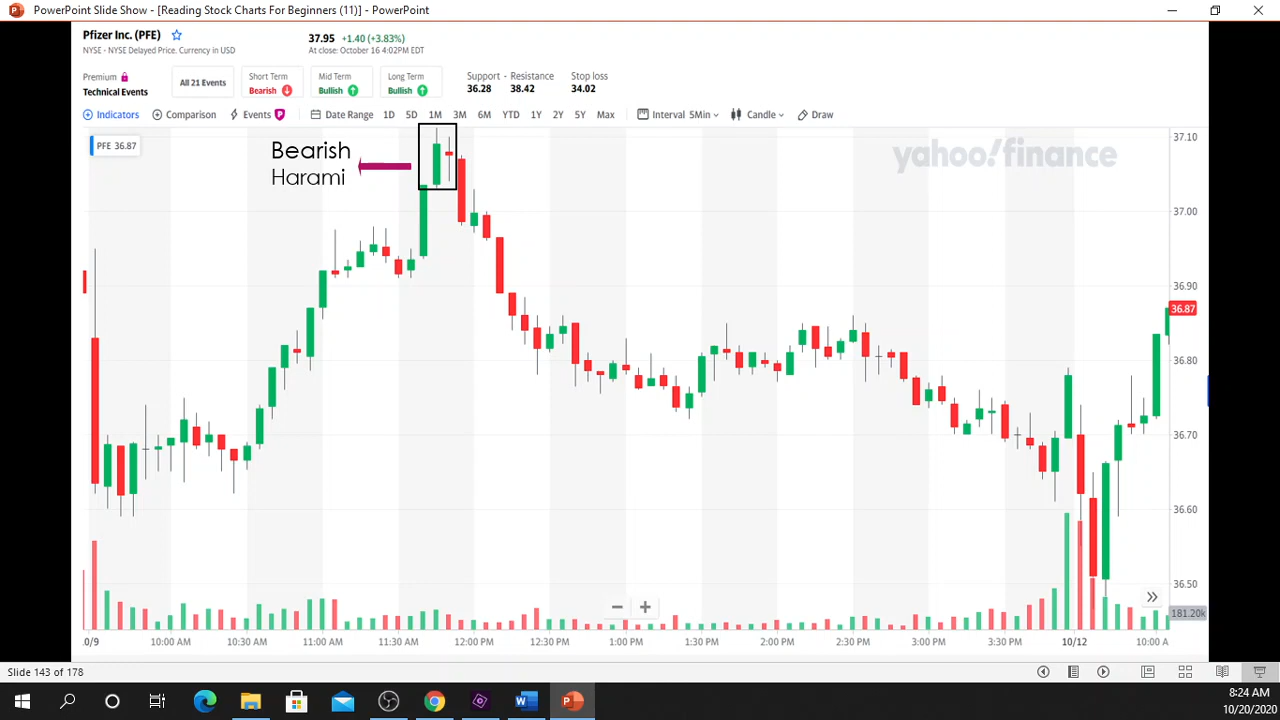 PowerPoint Slide Show - [Reading Stock Charts For Beginners (11)] - PowerPoint
Pfizer Inc. (PFE)
NYSE - NYSE Delayed Price. Currency in USD
37.95 +1.40 (+3.83%)
At close: October 16 4:02PM EDT
Premium
Technical Events
All 21 Events
Short Term
Bearish
Mid Term
Bullish
Long Term
Bullish
Support - Resistance
36.28 38.42
Stop loss
34.02
Indicators Comparison Events P Date Range 1D 5D 1M 3M 6M YTD 1Y 2Y 5Y Max Interval 5Min Candle Draw
PFE 36.87
Bearish
Harami
yahoo!finance
37.10
37.00
36.90
36.87
36.80
36.70
36.60
36.50
181.20k
10:00 AM 10:30 AM 11:00 AM 11:30 AM 12:00 PM 12:30 PM 1:00 PM 1:30 PM 2:00 PM 2:30 PM 3:00 PM 3:30 PM 10/12 10:00 A
Slide 143 of 178
8:24 AM
10/20/2020